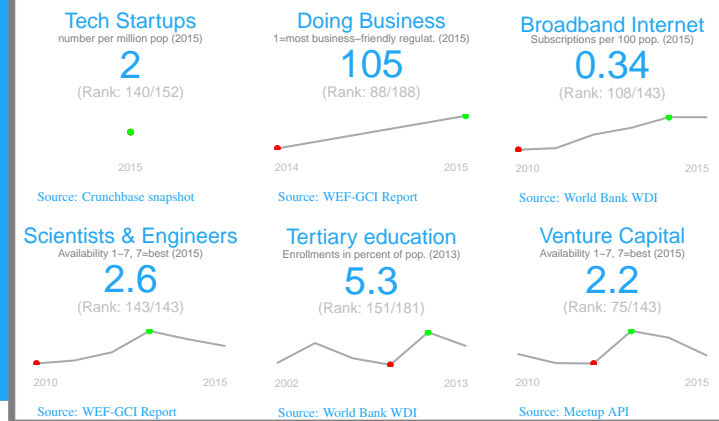 Tech Startups
number per million pop (2015)
2
(Rank: 140/152)
2015
Source: Crunchbase snapshot
Doing Business
1=most business−friendly regulat. (2015)
105
(Rank: 88/188)
2014 2015
Source: WEF-GCI Report
Broadband Internet
Subscriptions per 100 pop. (2015)
0.34
(Rank: 108/143)
2010 2015
Source: World Bank WDI
Scientists & Engineers
Availability 1−7, 7=best (2015)
2.6
(Rank: 143/143)
2010 2015
Source: WEF-GCI Report
Tertiary education
Enrollments in percent of pop. (2013)
5.3
(Rank: 151/181)
2002 2013
Source: World Bank WDI
Venture Capital
Availability 1−7, 7=best (2015)
2.2
(Rank: 75/143)
2010 2015
Source: Meetup API